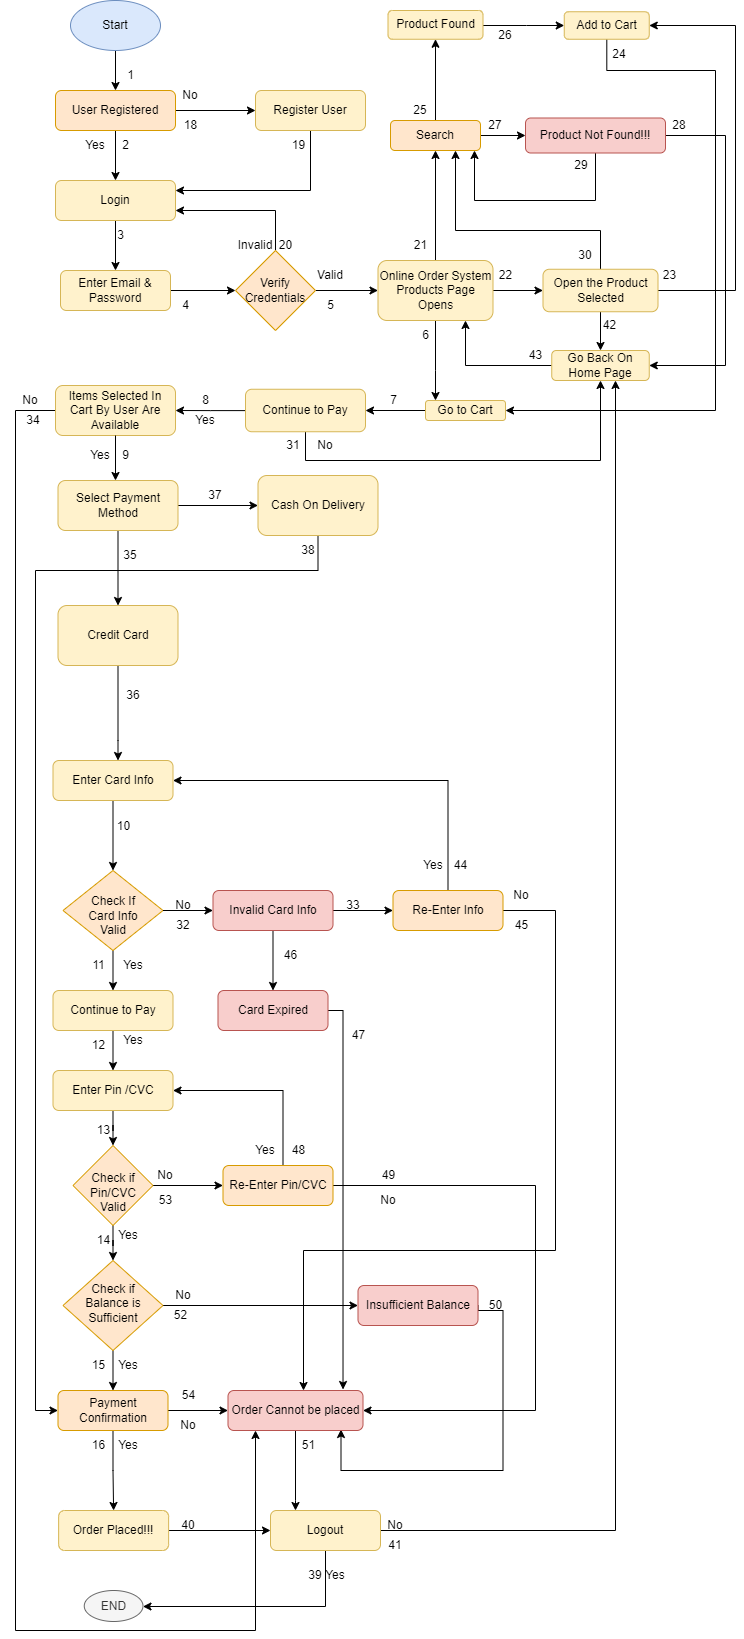 Start
Product Found
26
Add to Cart
24
1
User Registered
No
18
Register User
25
Search
27
Product Not Found!!!
28
29
Yes
2
19
Login
3
Invalid
20
21
30
Enter Email &
Password
4
Verify
Credentials
Valid
5
Online Order System
Products Page
Opens
22
Open the Product
Selected
23
6
42
43
Go Back On
Home Page
No
34
Items Selected In
Cart By User Are
Available
8
Yes
Continue to Pay
7
Go to Cart
31
No
Yes
9
Select Payment
Method
37
Cash On Delivery
35
38
Credit Card
36
Enter Card Info
10
Yes
44
Check If
Card Info
Valid
No
32
Invalid Card Info
33
Re-Enter Info
No
45
11
Yes
46
Continue to Pay
Card Expired
47
12
Yes
Enter Pin /CVC
13
Yes
48
Check if
Pin/CVC
Valid
No
53
Re-Enter Pin/CVC
49
No
14
Yes
Check if
Balance is
Sufficient
No
52
Insufficient Balance
50
15
Yes
Payment
Confirmation
54
No
Order Cannot be placed
16
Yes
51
Order Placed!!!
40
Logout
No
41
39
Yes
END